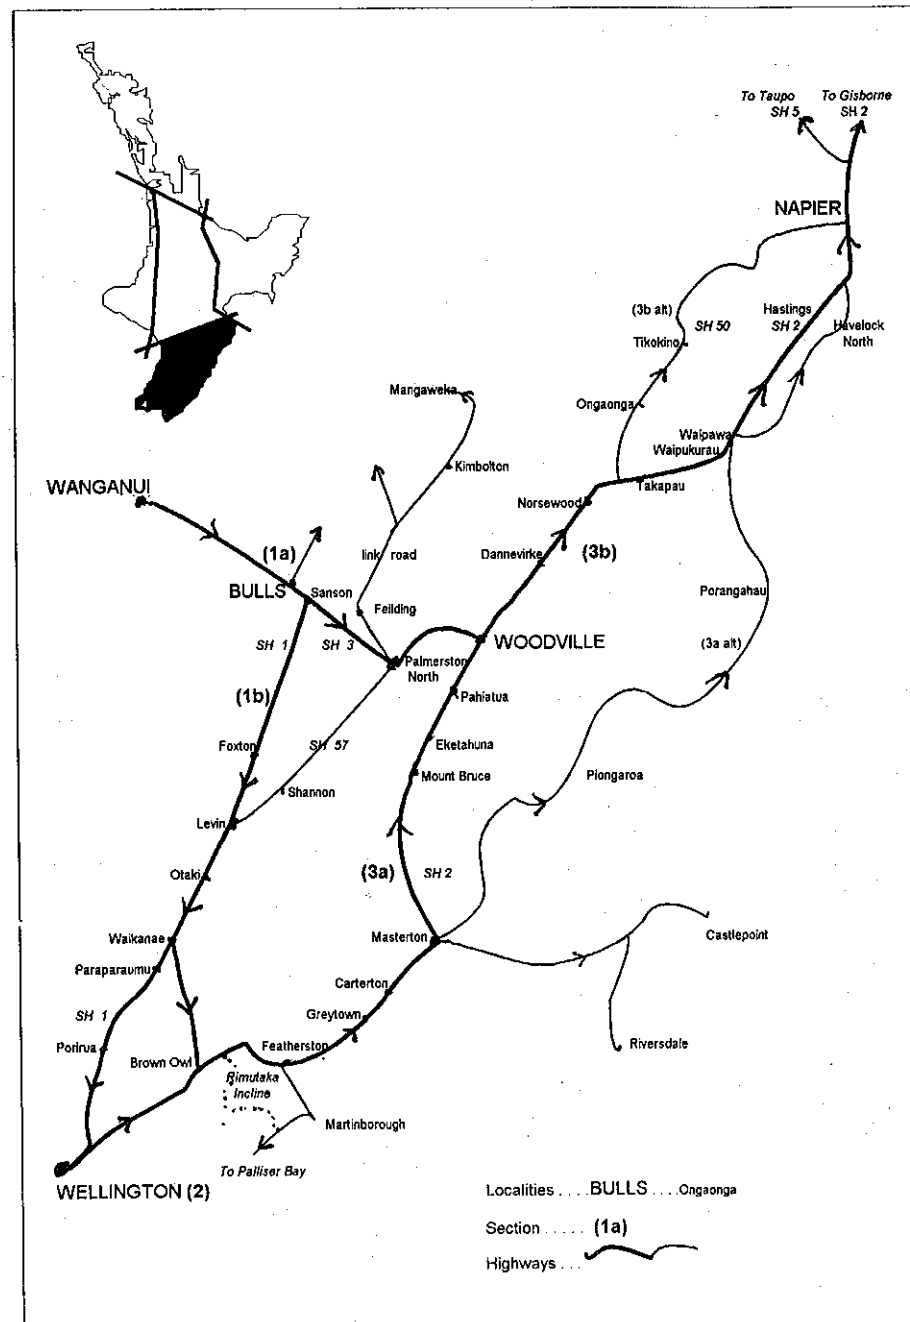 To Taupo
SH 5
To Gisborne
SH 2
NAPIER
(3b alt)
SH 50
Hastings
SH 2
Havelock
North
Tikokino
Mangaweka
Ongaonga
Waipawa
Waipukurau
Kimbolton
Takapau
WANGANUI
Norsewood
(1a)
link road
Dannevirke
(3b)
BULLS
Sanson
Feilding
Porangahau
SH 1
SH 3
Palmerston
North
WOODVILLE
(3a alt)
(1b)
Pahiatua
Foxton
SH 57
Eketahuna
Mount Bruce
Piongaroa
Shannon
Levin
Otaki
(3a)
SH 2
Waikanae
Masterton
Castlepoint
Paraparaumu
Carterton
SH 1
Greytown
Porirua
Brown Owl
Featherston
Riversdale
Rimutaka
Incline
Martinborough
To Palliser Bay
WELLINGTON (2)
Localities .... BULLS .... Ongaonga
Section ..... (1a)
Highways ...